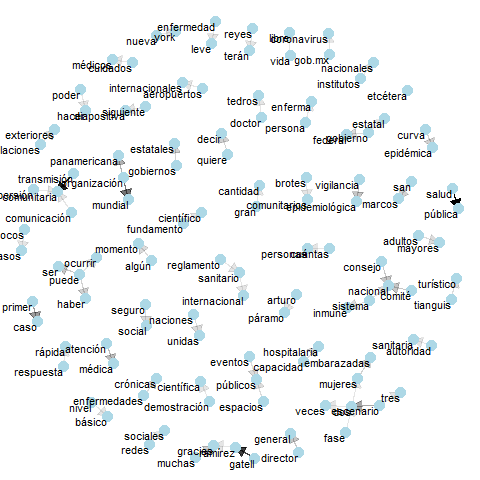 enfermedad
nueva
york
leve
reyes
terán
libre
coronavirus
vida
gob.mx
médicos
cuidados
nacionales
institutos
internacionales
aeropuertos
poder
hacer
diapositiva
siguiente
tedros
doctor
enferma
persona
etcétera
estatal
gobierno
federal
curva
epidémica
exteriores
laciones
panamericana
estatales
gobiernos
decir
quiere
transmisión
organización
comunitaria
mundial
comunicación
cantidad
gran
brotes
comunitarios
vigilancia
epidemiológica
san
marcos
salud
pública
científico
fundamento
ocos
asos
momento
algún
ocurrir
ser
puede
haber
reglamento
sanitario
internacional
personas
cuántas
adultos
mayores
consejo
nacional
comité
turístico
tianguis
primer
caso
seguro
social
naciones
unidas
arturo
páramo
sistema
inmune
rápida
respuesta
atención
médica
eventos
públicos
espacios
hospitalaria
capacidad
embarazadas
mujeres
sanitaria
autoridad
crónicas
enfermedades
científica
demostración
nivel
básico
veces
dos
escenario
tres
fase
sociales
redes
muchas
gracias
ramírez
gatell
general
director